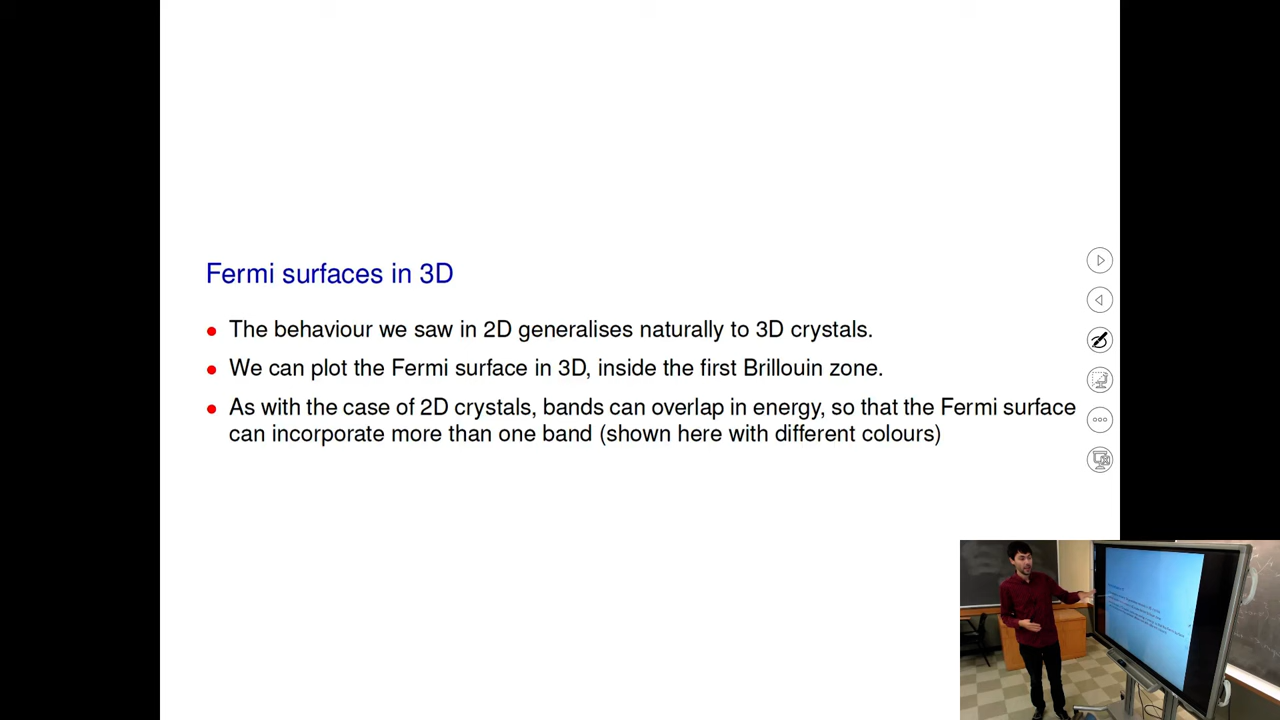 Fermi surfaces in 3D
The behaviour we saw in 2D generalises naturally to 3D crystals.
We can plot the Fermi surface in 3D, inside the first Brillouin zone.
As with the case of 2D crystals, bands can overlap in energy, so that the Fermi surface
can incorporate more than one band (shown here with different colours)